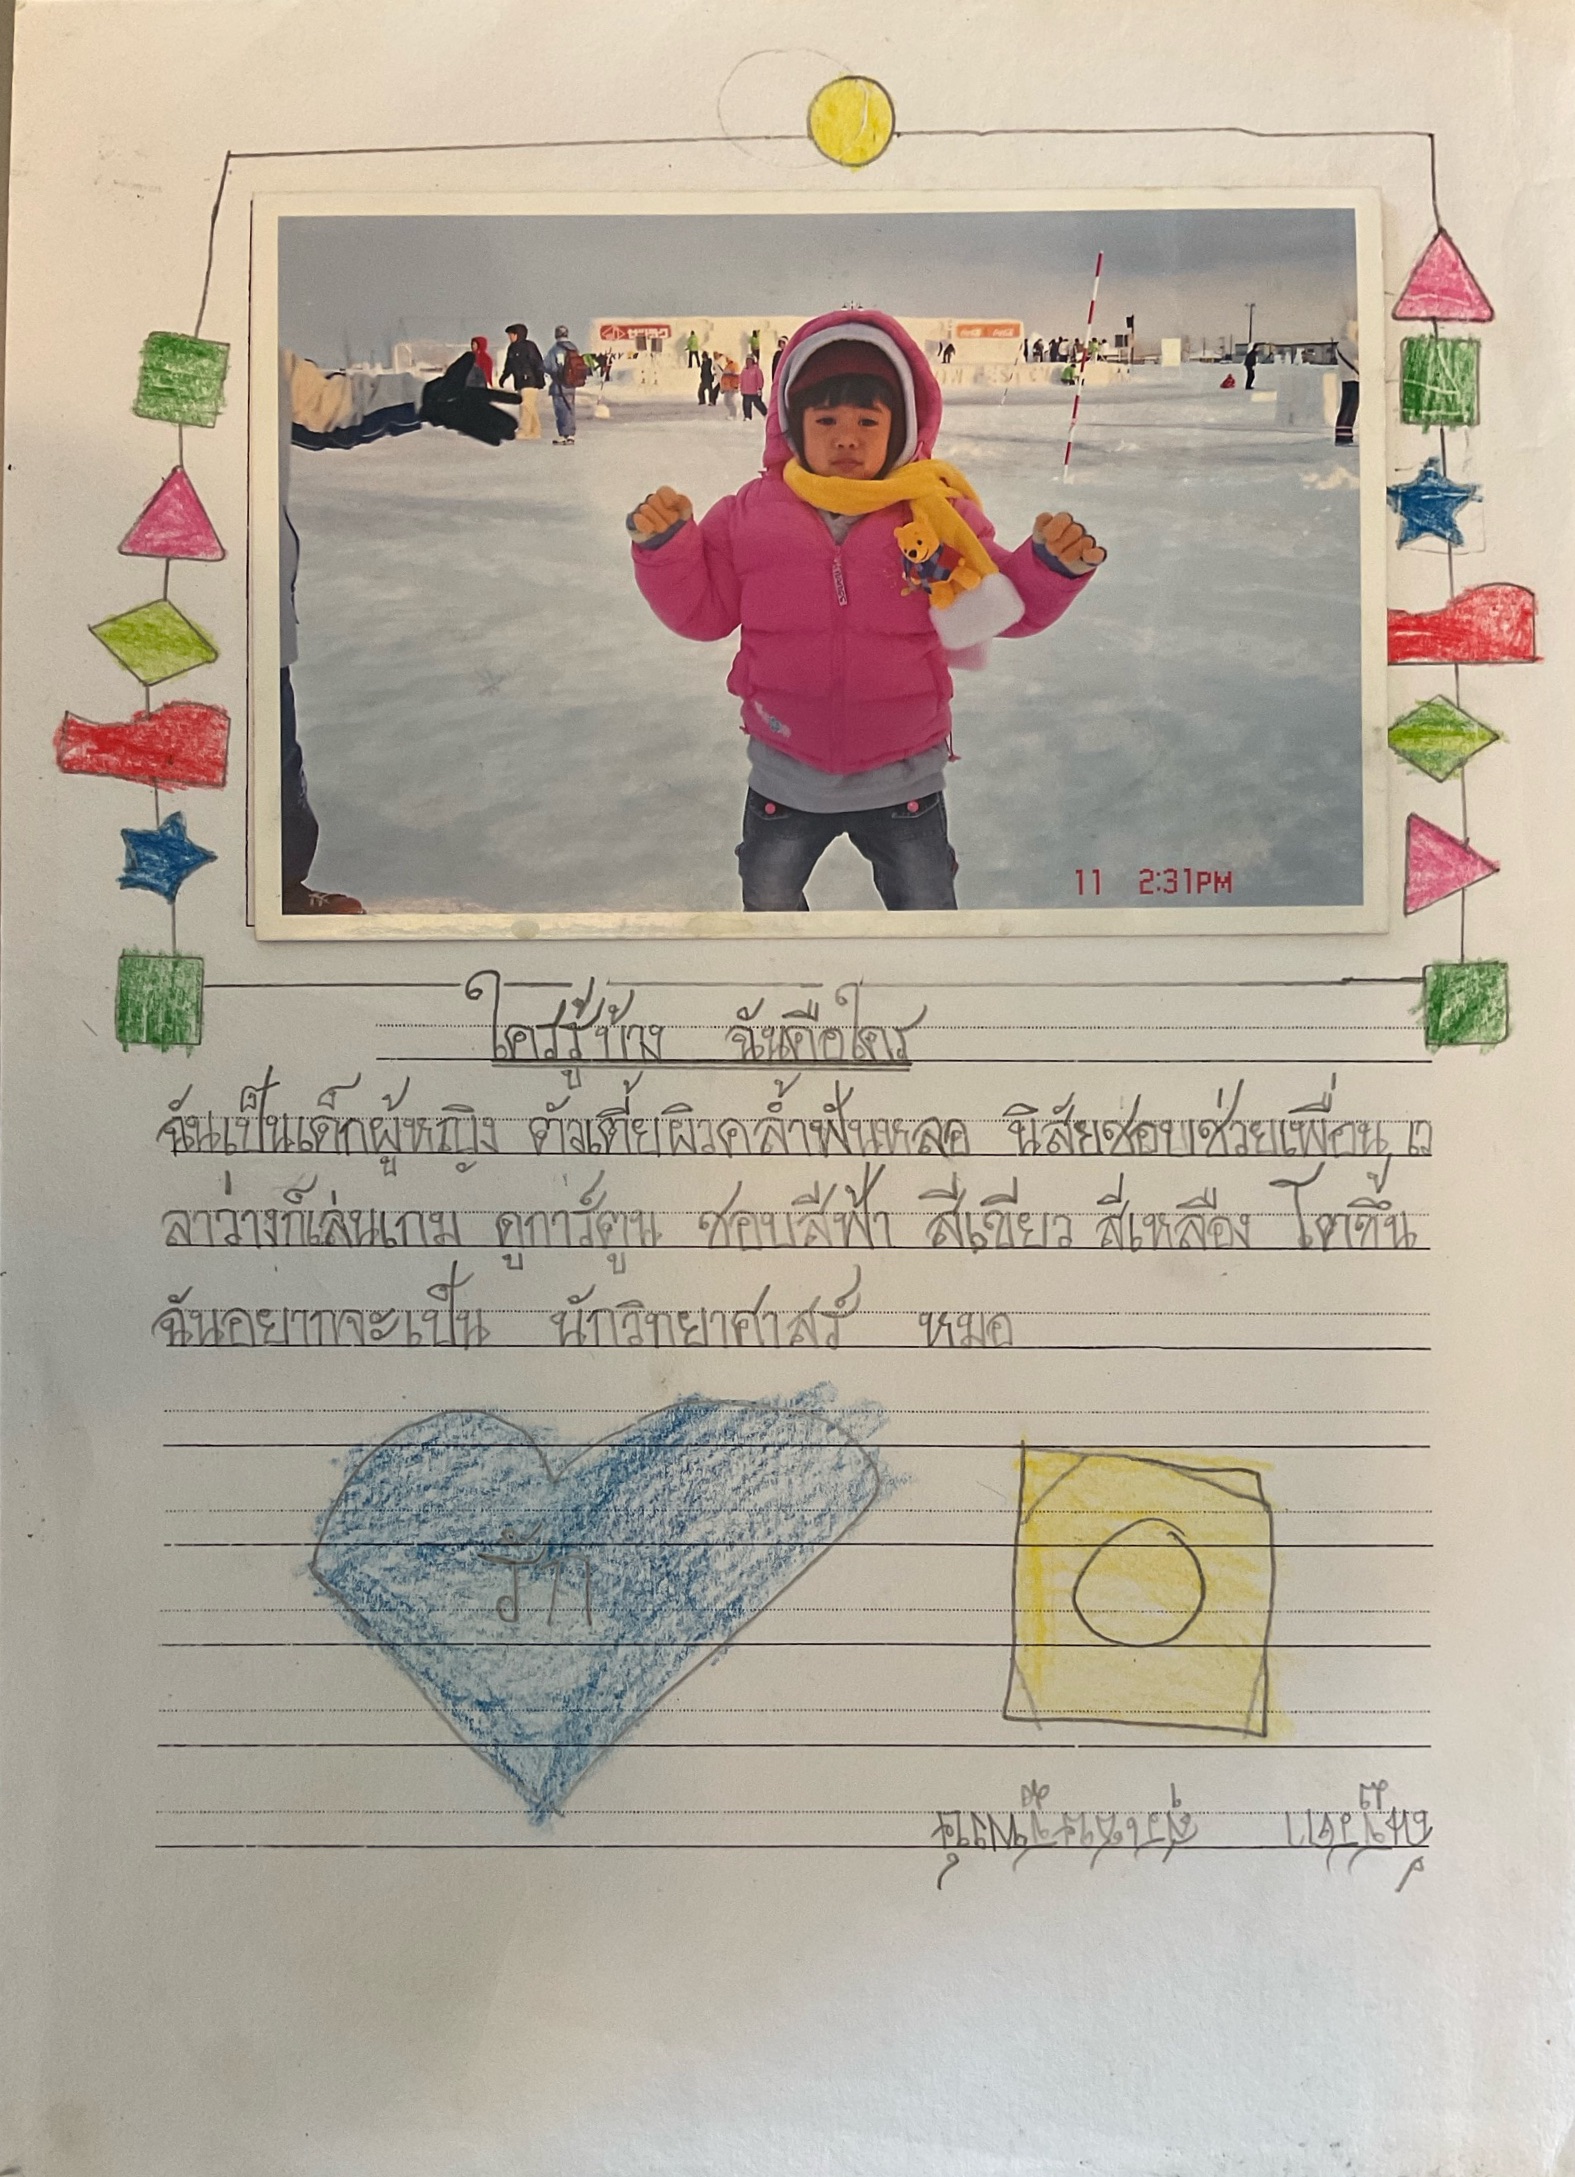 サッポロ
Coca-Cola
11 2:31PM
ใครรู้บ้าง ฉันคือใคร
ฉันเป็นเด็กผู้หญิง ตัวเตี้ยผิวคล้ำฟันหลอ นิสัยชอบช่วยเพื่อน เว
ลาว่างก็เล่นเกม ดูการ์ตูน ชอบสีฟ้า สีเขียว สีเหลือง โตขึ้น
ฉันอยากจะเป็น นักวิทยาศาสร์ หมอ
รัก